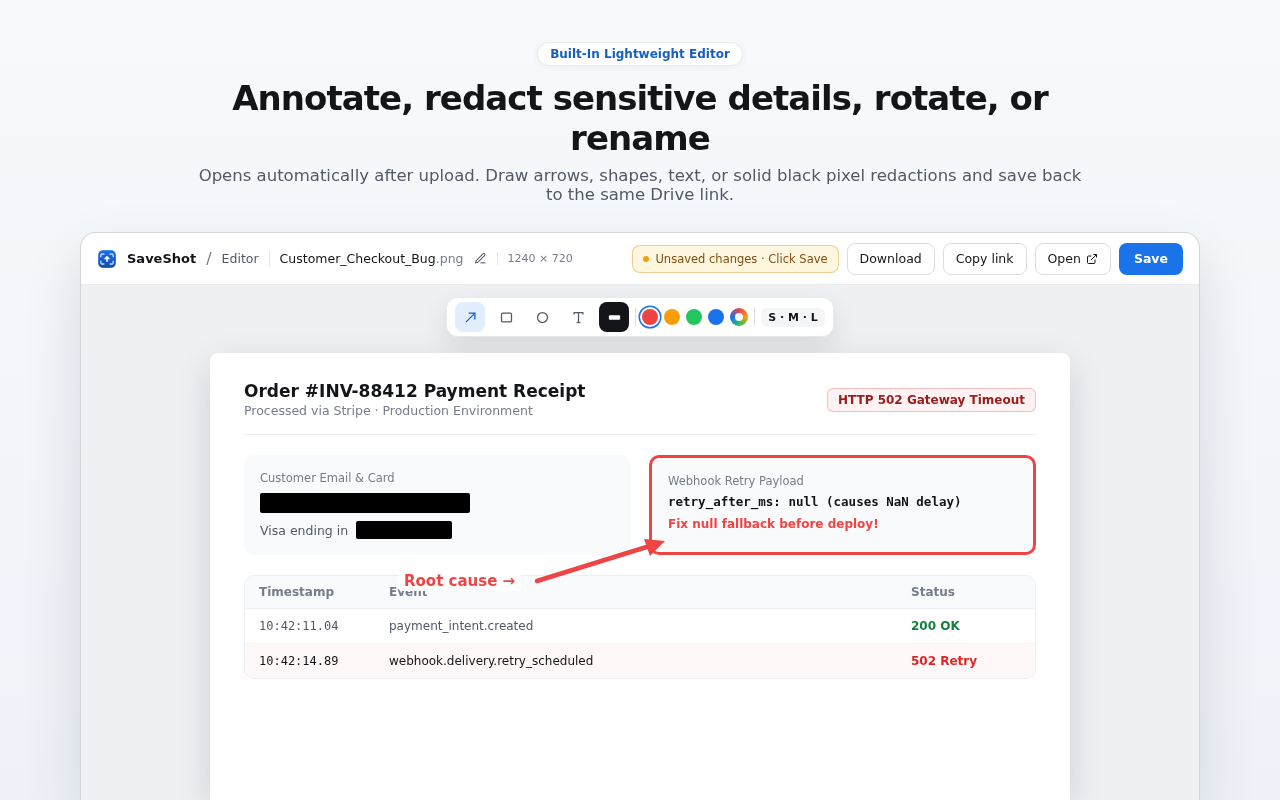 Built-In Lightweight Editor
Annotate, redact sensitive details, rotate, or
rename
Opens automatically after upload. Draw arrows, shapes, text, or solid black pixel redactions and save back
to the same Drive link.
SaveShot / Editor Customer_Checkout_Bug.png 1240 × 720 Unsaved changes · Click Save Download Copy link Open Save
T S · M · L
Order #INV-88412 Payment Receipt
Processed via Stripe · Production Environment
HTTP 502 Gateway Timeout
Customer Email & Card
Visa ending in
Webhook Retry Payload
retry_after_ms: null (causes NaN delay)
Fix null fallback before deploy!
Root cause →
Timestamp Event Status
10:42:11.04 payment_intent.created 200 OK
10:42:14.89 webhook.delivery.retry_scheduled 502 Retry